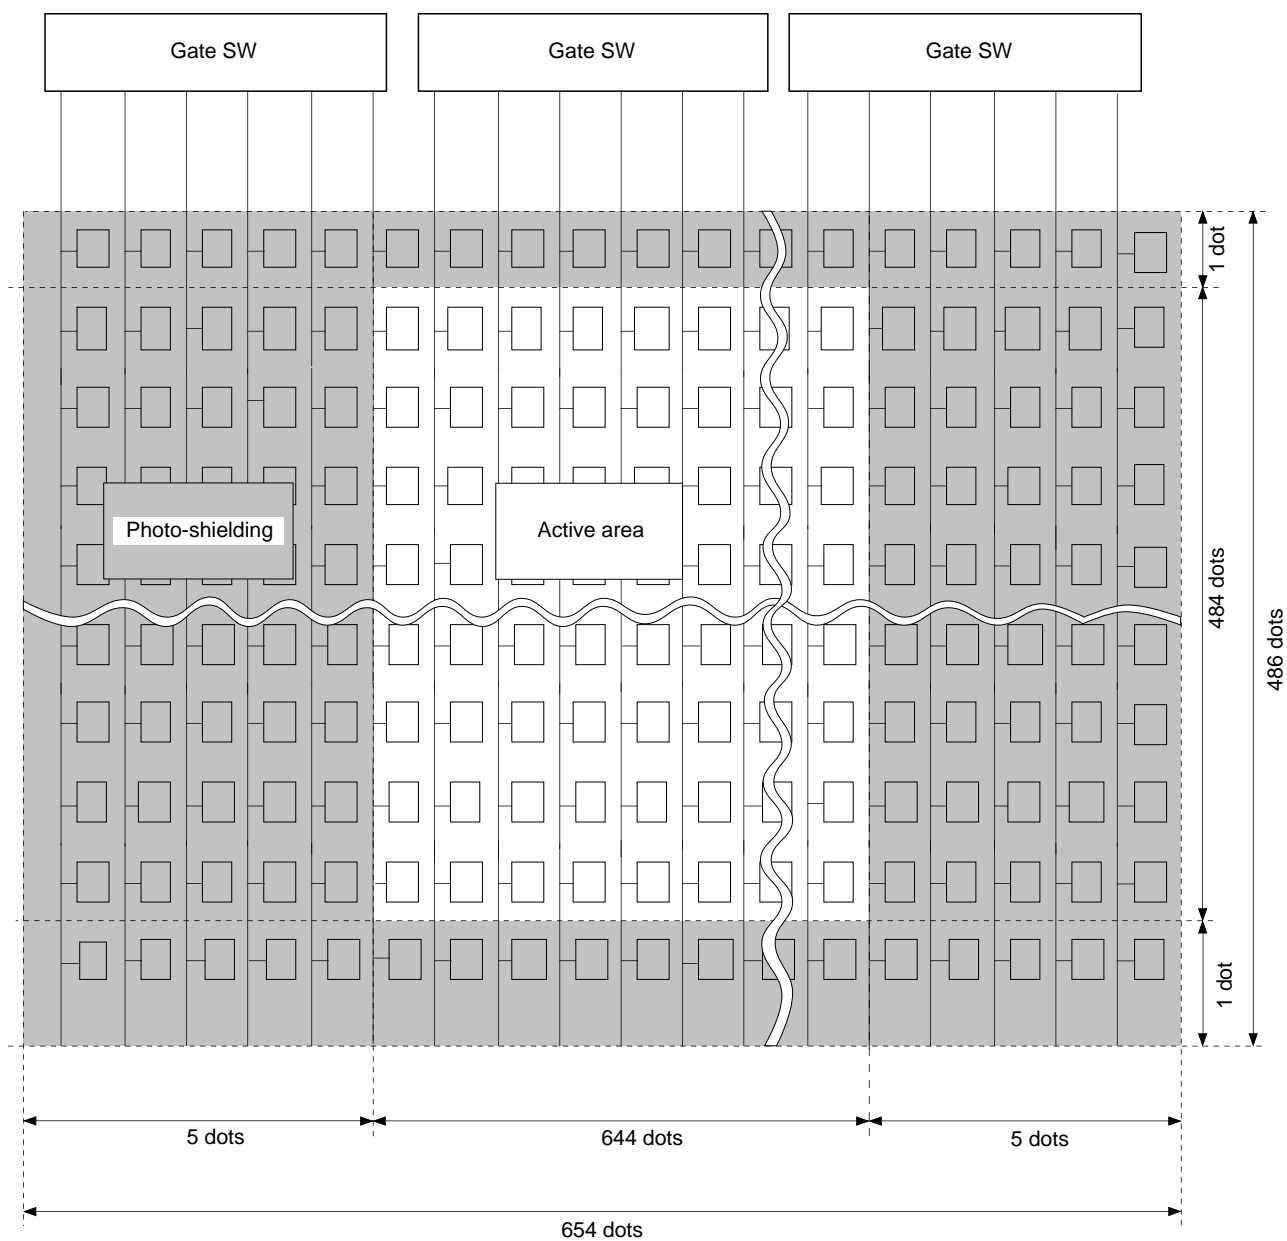 Gate SW
Gate SW
Gate SW
1 dot
Photo-shielding
Active area
484 dots
486 dots
1 dot
5 dots
644 dots
5 dots
654 dots